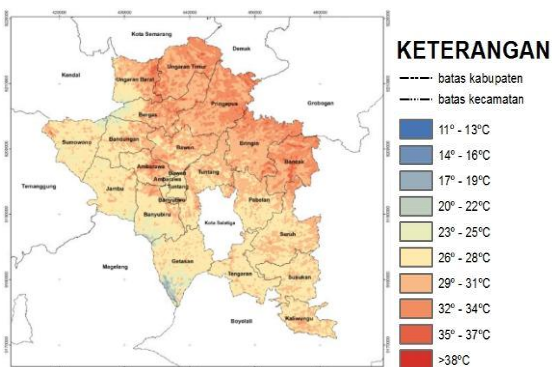 Kota Semarang
Demak
Kendal
Ungaran Timur
Ungaran Barat
Pringapus
Grobogan
Bergas
Sumowono
Bandungan
Bawen
Bringin
Ambarawa
Tuntang
Bancak
Temanggung
Jambu
Banyubiru
Pabelan
Kota Salatiga
Suruh
Magelang
Getasan
Tengaran
Susukan
Boyolali
Kaliwungu
KETERANGAN
batas kabupaten
batas kecamatan
11° - 13°C
14° - 16°C
17° - 19°C
20° - 22°C
23° - 25°C
26° - 28°C
29° - 31°C
32° - 34°C
35° - 37°C
>38°C